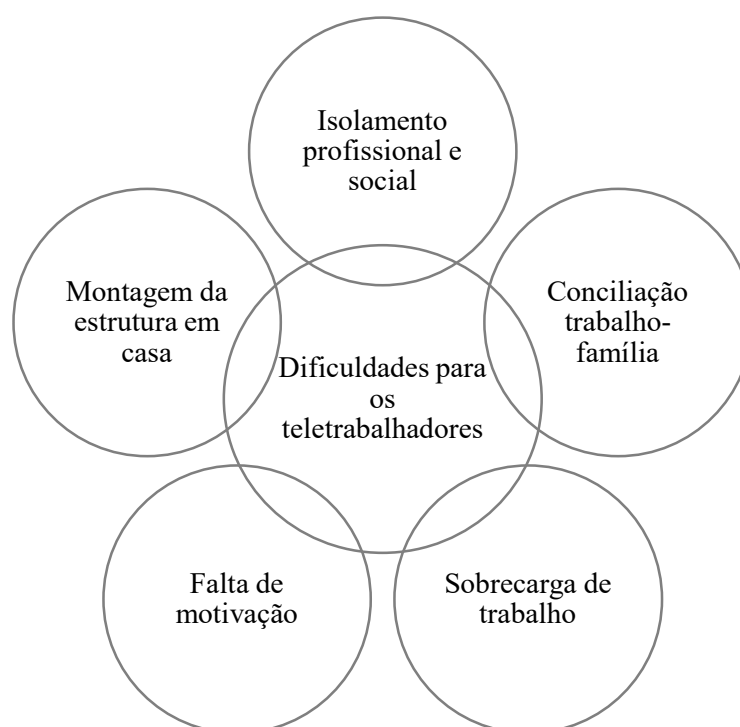 Isolamento
profissional e
social
Montagem da
estrutura em
casa
Conciliação
trabalho-
família
Dificuldades para
os
teletrabalhadores
Falta de
motivação
Sobrecarga de
trabalho